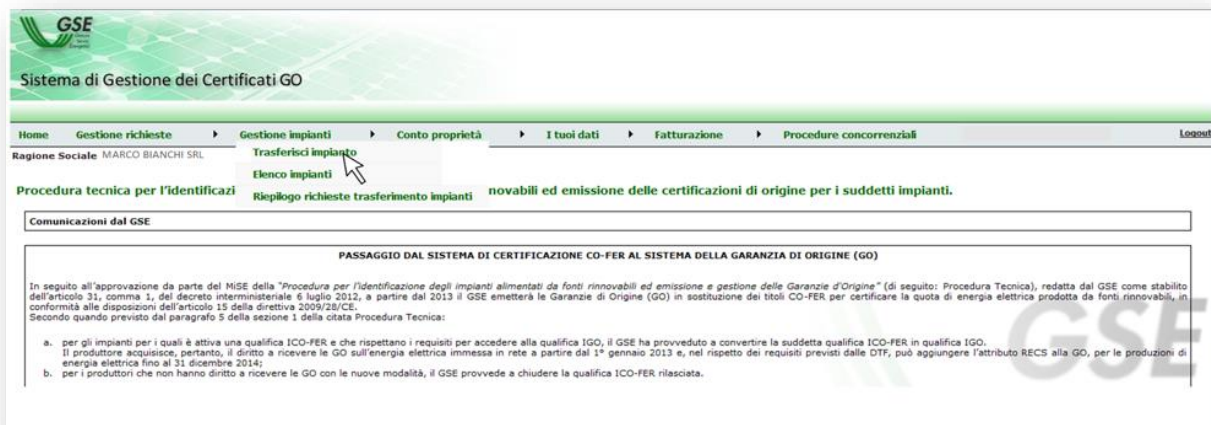 GSE
Sistema di Gestione dei Certificati GO
Home Gestione richieste Gestione impianti Conto proprietà I tuoi dati Fatturazione Procedure concorrenziali Logout
Ragione Sociale MARCO BIANCHI SRL
Trasferisci impianto
Elenco impianti
Riepilogo richieste trasferimento impianti
Procedura tecnica per l'identificazi novabili ed emissione delle certificazioni di origine per i suddetti impianti.
Comunicazioni dal GSE
PASSAGGIO DAL SISTEMA DI CERTIFICAZIONE CO-FER AL SISTEMA DELLA GARANZIA DI ORIGINE (GO)
In seguito all'approvazione da parte del MiSE della "Procedura per l'identificazione degli impianti alimentati da fonti rinnovabili ed emissione e gestione delle Garanzie d'Origine" (di seguito: Procedura Tecnica), redatta dal GSE come stabilito
dell'articolo 31, comma 1, del decreto interministeriale 6 luglio 2012, a partire dal 2013 il GSE emetterà le Garanzie di Origine (GO) in sostituzione dei titoli CO-FER per certificare la quota di energia elettrica prodotta da fonti rinnovabili, in
conformità alle disposizioni dell'articolo 15 della direttiva 2009/28/CE.
Secondo quando previsto dal paragrafo 5 della sezione 1 della citata Procedura Tecnica:
a. per gli impianti per i quali è attiva una qualifica ICO-FER e che rispettano i requisiti per accedere alla qualifica IGO, il GSE ha provveduto a convertire la suddetta qualifica ICO-FER in qualifica IGO.
Il produttore acquisisce, pertanto, il diritto a ricevere le GO sull'energia elettrica immessa in rete a partire dal 1° gennaio 2013 e, nel rispetto dei requisiti previsti dalle DTF, può aggiungere l'attributo RECS alla GO, per le produzioni di
energia elettrica fino al 31 dicembre 2014;
b. per i produttori che non hanno diritto a ricevere le GO con le nuove modalità, il GSE provvede a chiudere la qualifica ICO-FER rilasciata.
GSE